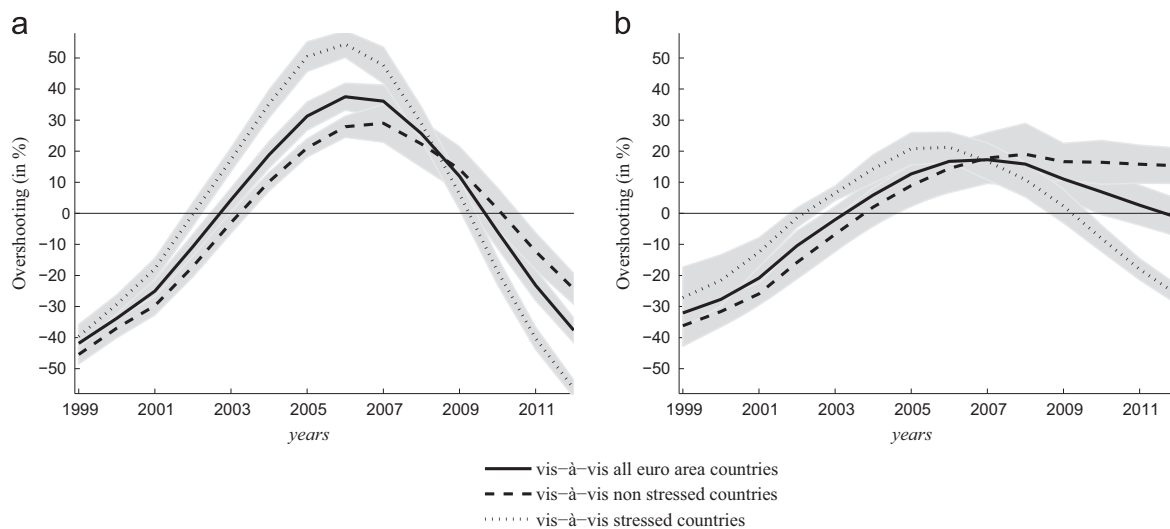 a
Overshooting (in %)
50
40
30
20
10
0
−10
−20
−30
−40
−50
1999 2001 2003 2005 2007 2009 2011
years
b
Overshooting (in %)
50
40
30
20
10
0
−10
−20
−30
−40
−50
1999 2001 2003 2005 2007 2009 2011
years
vis−à−vis all euro area countries
vis−à−vis non stressed countries
vis−à−vis stressed countries